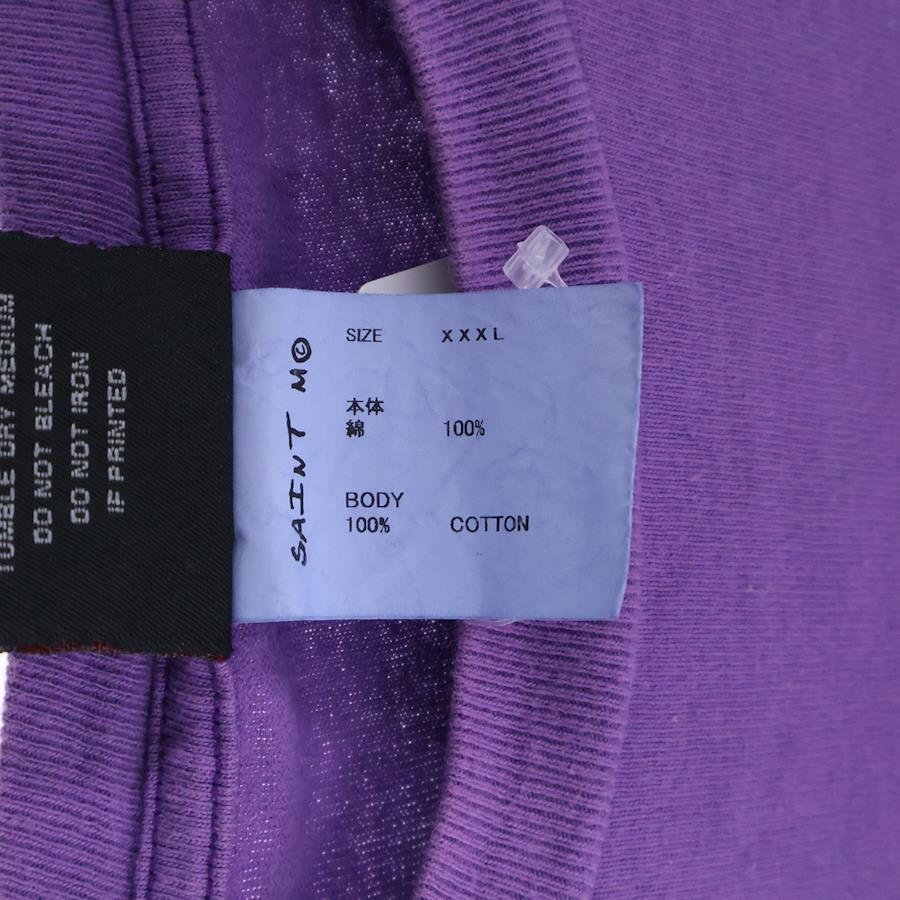 TUMBLE DRY MEDIUM
DO NOT BLEACH
DO NOT IRON
IF PRINTED
SAINT M©
SIZE XXXL
本体
綿 100%
BODY
100% COTTON